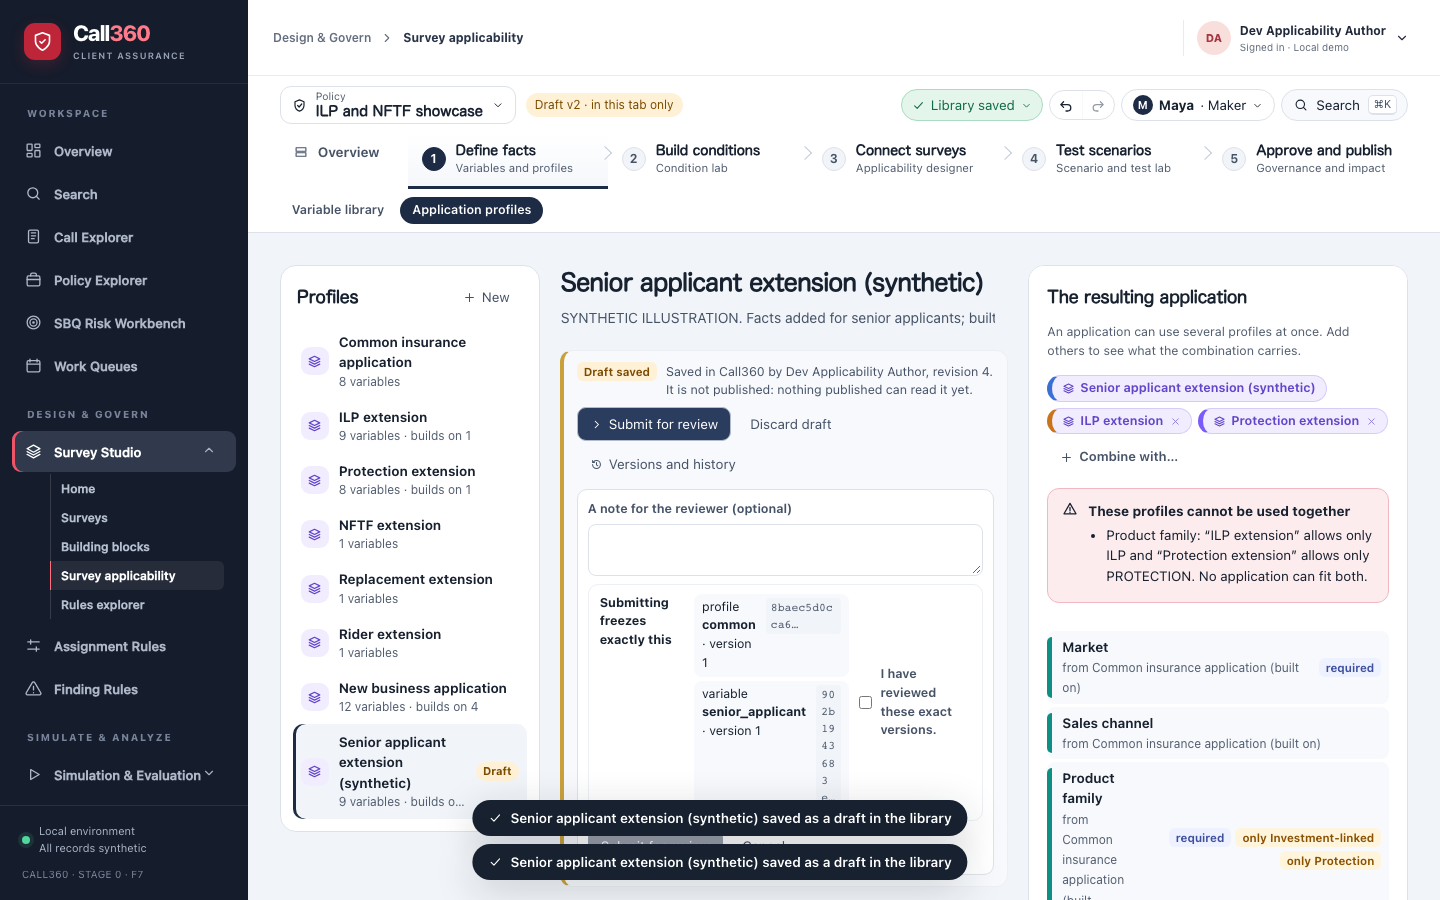 Call360
CLIENT ASSURANCE
WORKSPACE
Overview
Search
Call Explorer
Policy Explorer
SBQ Risk Workbench
Work Queues
DESIGN & GOVERN
Survey Studio
Home
Surveys
Building blocks
Survey applicability
Rules explorer
Assignment Rules
Finding Rules
SIMULATE & ANALYZE
Simulation & Evaluation
Local environment
All records synthetic
CALL360 · STAGE 0 · F7
Design & Govern
Survey applicability
DA
Dev Applicability Author
Signed in · Local demo
Policy
ILP and NFTF showcase
Draft v2 · in this tab only
Library saved
M Maya · Maker
Search ⌘K
Overview
1 Define facts
Variables and profiles
2 Build conditions
Condition lab
3 Connect surveys
Applicability designer
4 Test scenarios
Scenario and test lab
5 Approve and publish
Governance and impact
Variable library
Application profiles
Profiles
+ New
Common insurance
application
8 variables
ILP extension
9 variables · builds on 1
Protection extension
8 variables · builds on 1
NFTF extension
1 variables
Replacement extension
1 variables
Rider extension
1 variables
New business application
12 variables · builds on 4
Senior applicant
extension
(synthetic)
9 variables · builds o...
Draft
Senior applicant extension (synthetic)
SYNTHETIC ILLUSTRATION. Facts added for senior applicants; built
Draft saved
Saved in Call360 by Dev Applicability Author, revision 4.
It is not published: nothing published can read it yet.
Submit for review
Discard draft
Versions and history
A note for the reviewer (optional)
Submitting
freezes
exactly this
profile
common
· version
1
8baec5d0c
ca6…
variable
senior_applicant
· version 1
90
2b
19
43
68
3
I have
reviewed
these exact
versions.
Senior applicant extension (synthetic) saved as a draft in the library
Senior applicant extension (synthetic) saved as a draft in the library
The resulting application
An application can use several profiles at once. Add
others to see what the combination carries.
Senior applicant extension (synthetic)
ILP extension ×
Protection extension ×
+ Combine with...
These profiles cannot be used together
• Product family: “ILP extension” allows only
ILP and “Protection extension” allows only
PROTECTION. No application can fit both.
Market
from Common insurance application (built
on)
required
Sales channel
from Common insurance application (built on)
Product
family
from
Common
insurance
application
(built
required
only Investment-linked
only Protection